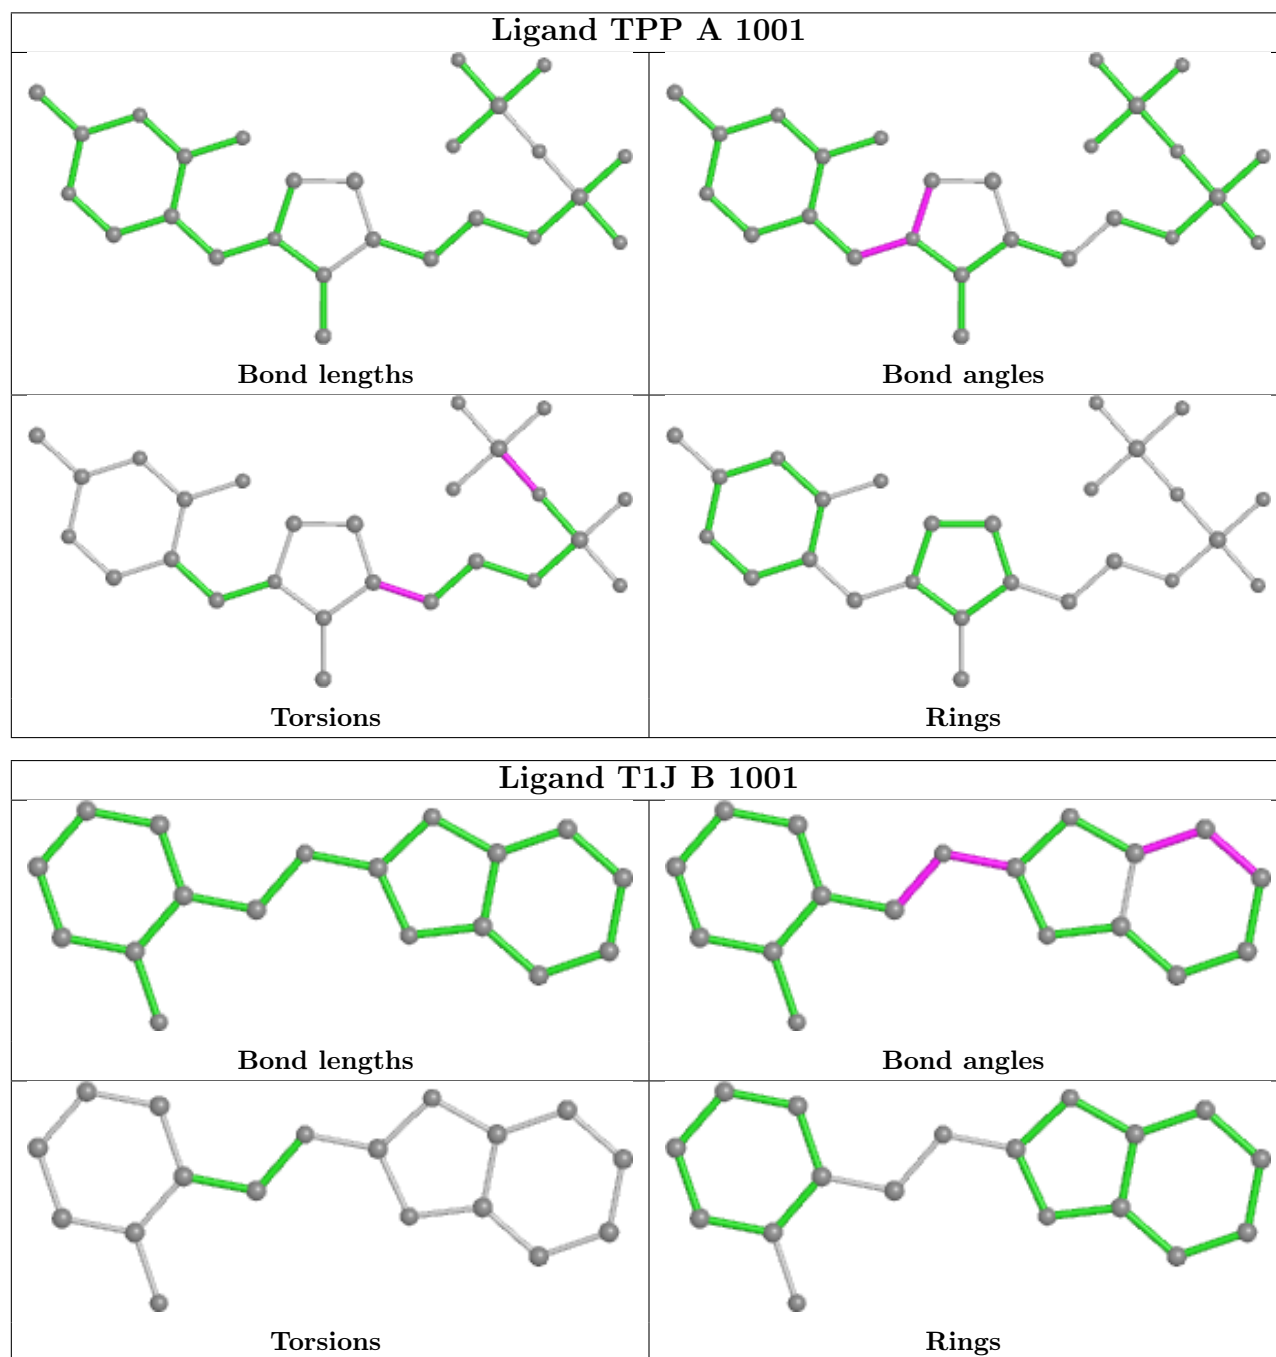 Ligand TPP A 1001
Bond lengths
Bond angles
Torsions
Rings
Ligand T1J B 1001
Bond lengths
Bond angles
Torsions
Rings